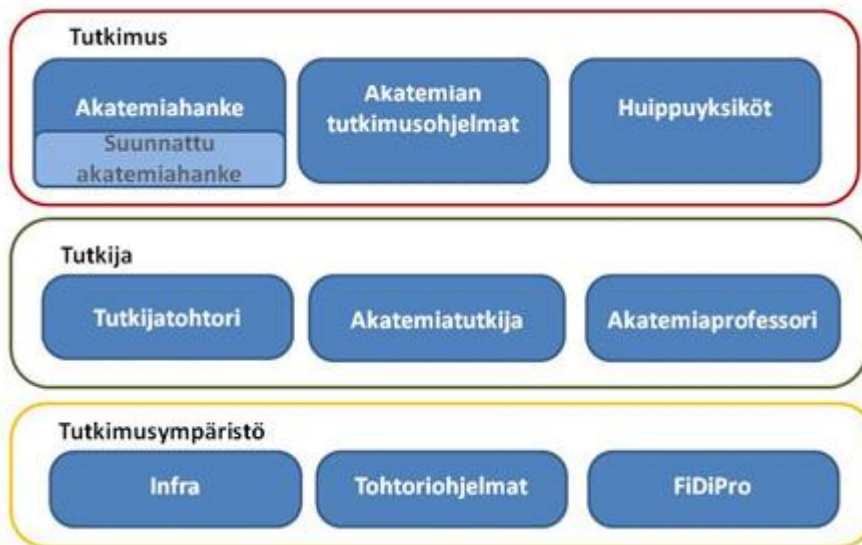 Tutkimus
Akatemiahanke
Suunnattu
akatemiahanke
Akatemian
tutkimusohjelmat
Huippuyksiköt
Tutkija
Tutkijatohtori
Akatemiatutkija
Akatemiaprofessori
Tutkimusympäristö
Infra
Tohtoriohjelmat
FiDiPro